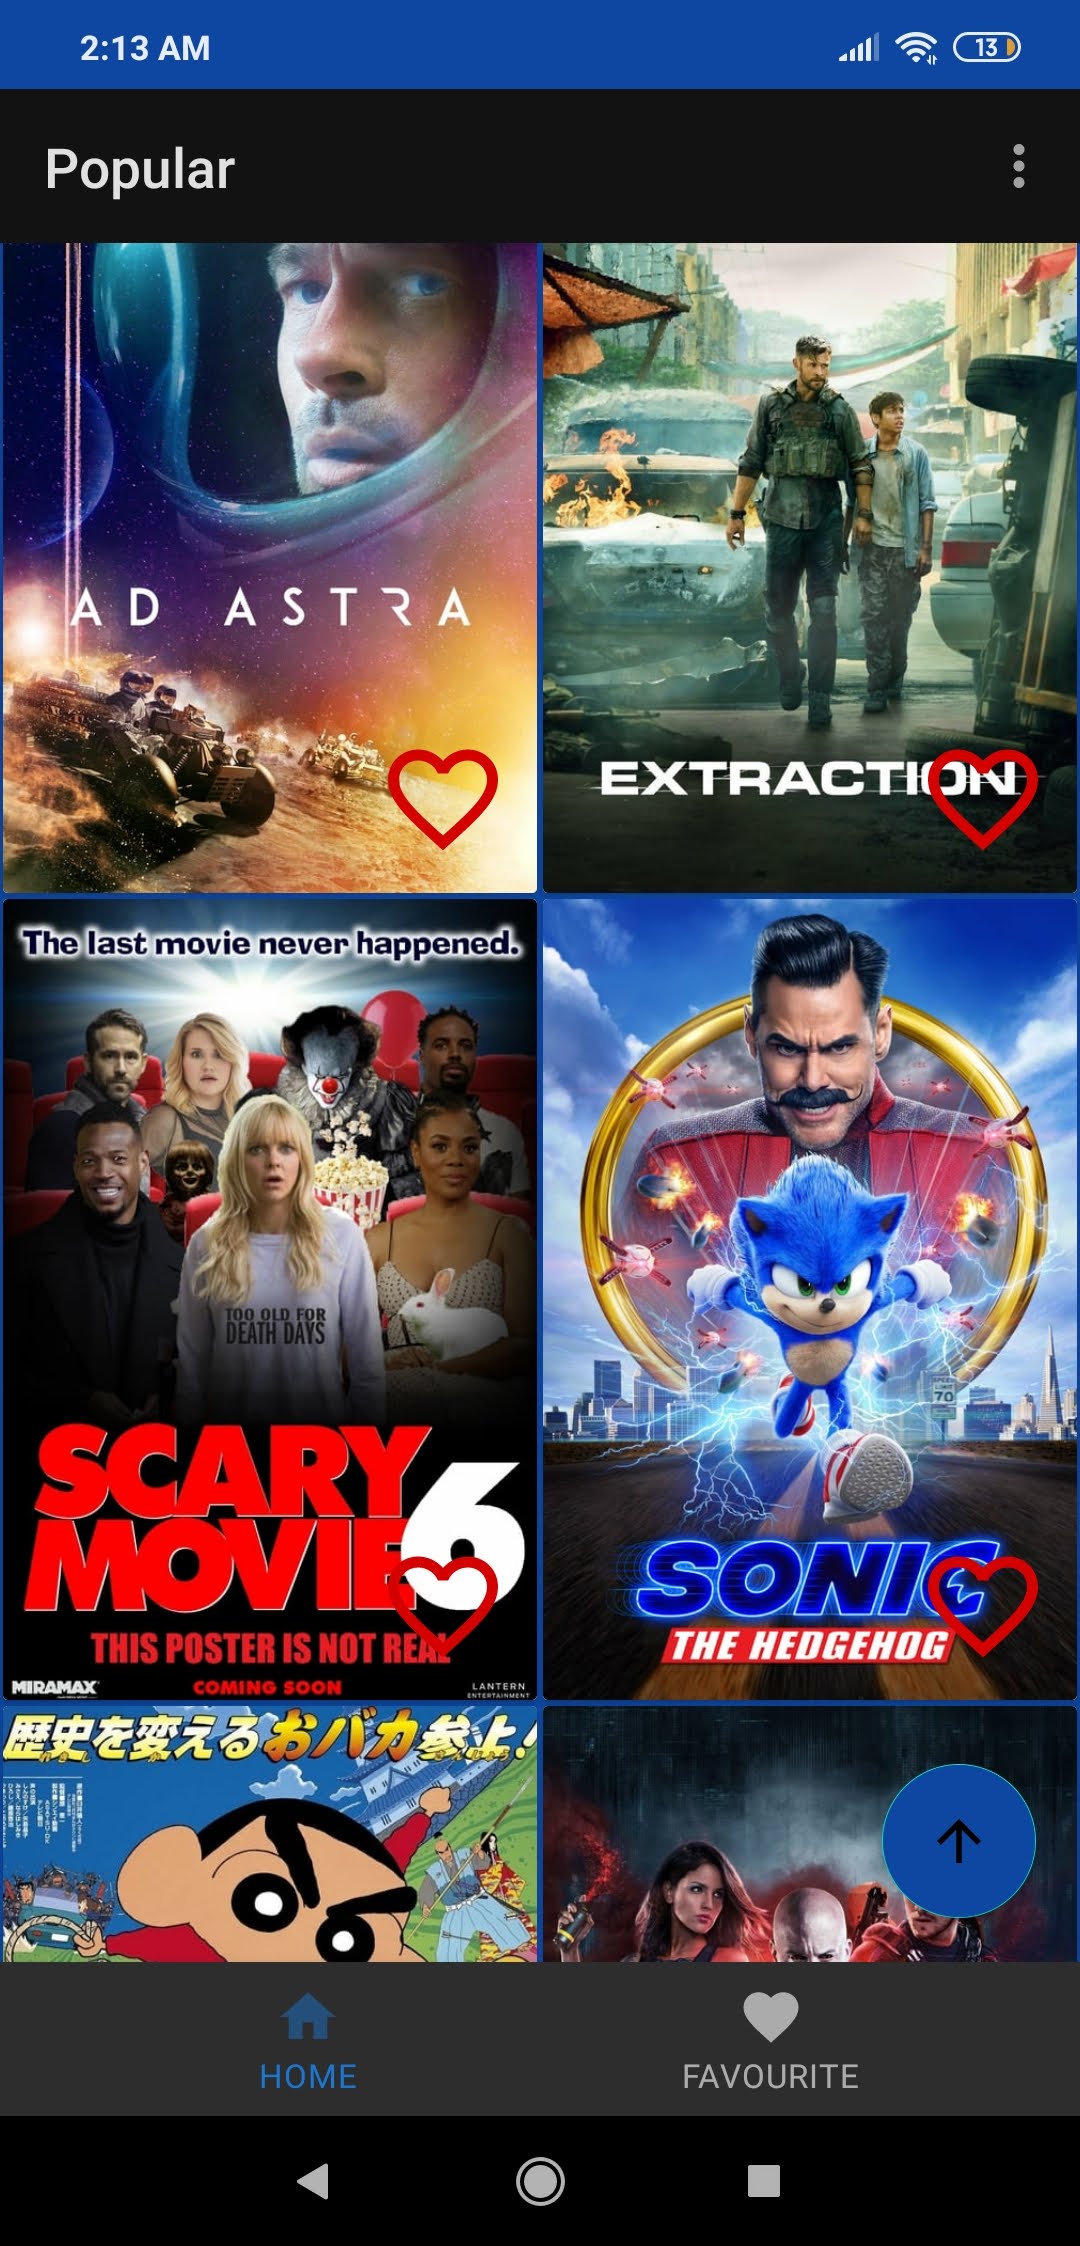 2:13 AM
13
Popular
AD ASTRA
EXTRACTION
The last movie never happened.
TOO OLD FOR
DEATH DAYS
SCARY
MOVIE 6
THIS POSTER IS NOT REAL
MIRAMAX
COMING SOON
LANTERN
ENTERTAINMENT
SPEED
LIMIT
70
SONIC
THE HEDGEHOG
歴史を変えるおバカ参上!
HOME
FAVOURITE